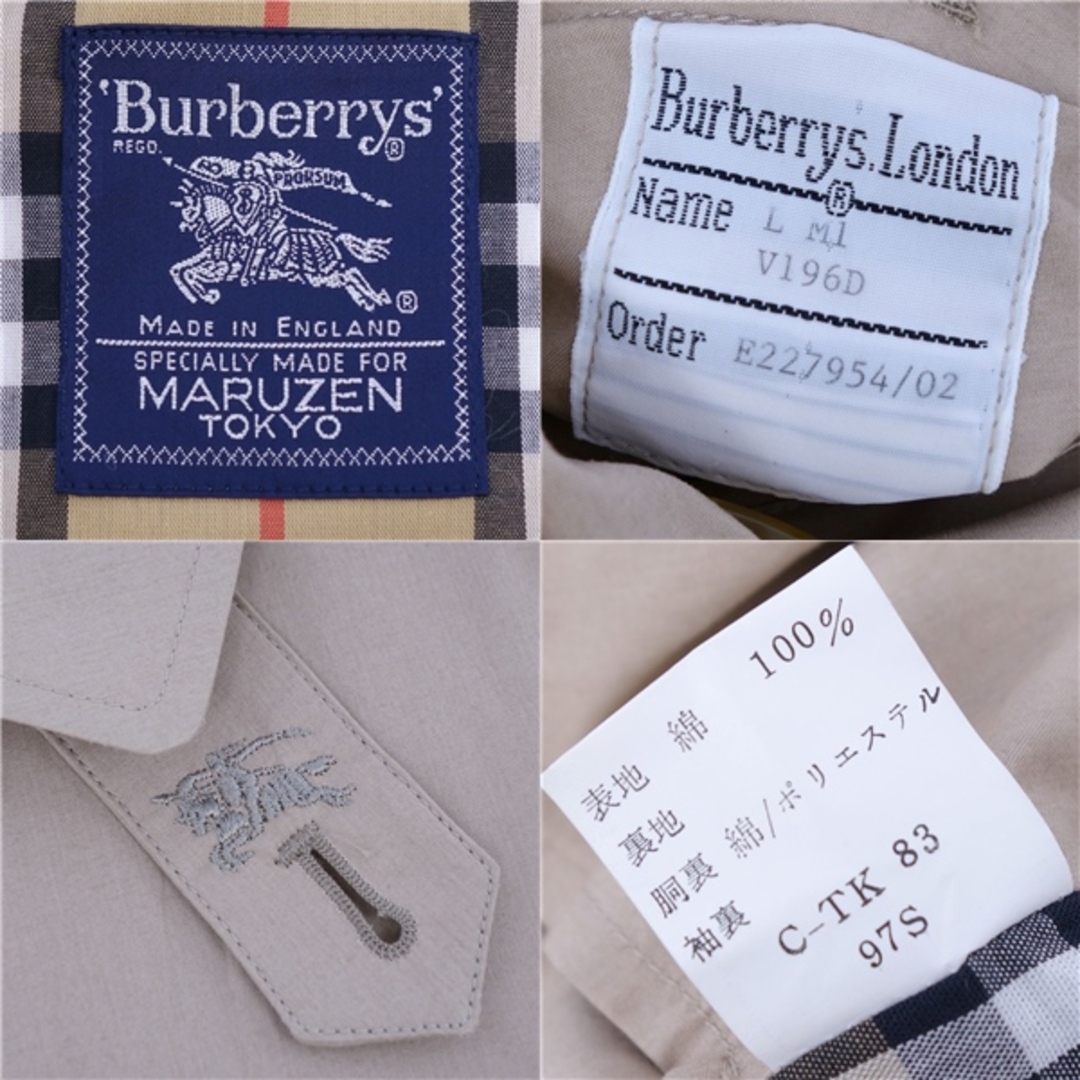 'Burberrys'®
REGD.
PRORSUM
®
MADE IN ENGLAND
SPECIALLY MADE FOR
MARUZEN
TOKYO
Burberrys.London
®
Name L M1
V196D
Order E227954/02
100%
表地 綿
裏地
胴裏 綿/ポリエステル
袖裏
C-TK 83
97S